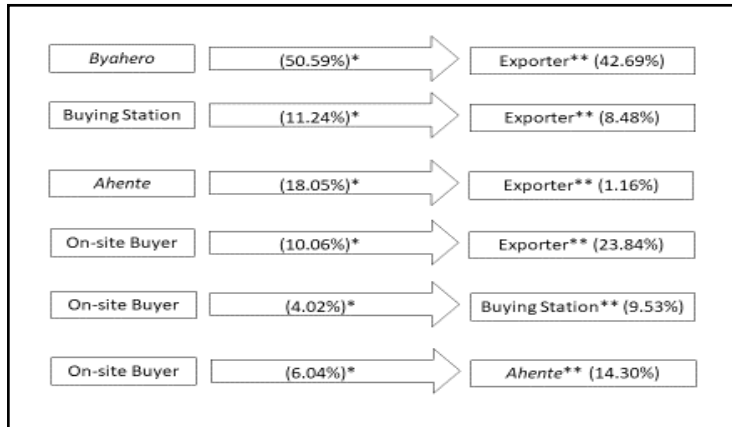 Byahero (50.59%)* Exporter** (42.69%)
Buying Station (11.24%)* Exporter** (8.48%)
Ahente (18.05%)* Exporter** (1.16%)
On-site Buyer (10.06%)* Exporter** (23.84%)
On-site Buyer (4.02%)* Buying Station** (9.53%)
On-site Buyer (6.04%)* Ahente** (14.30%)